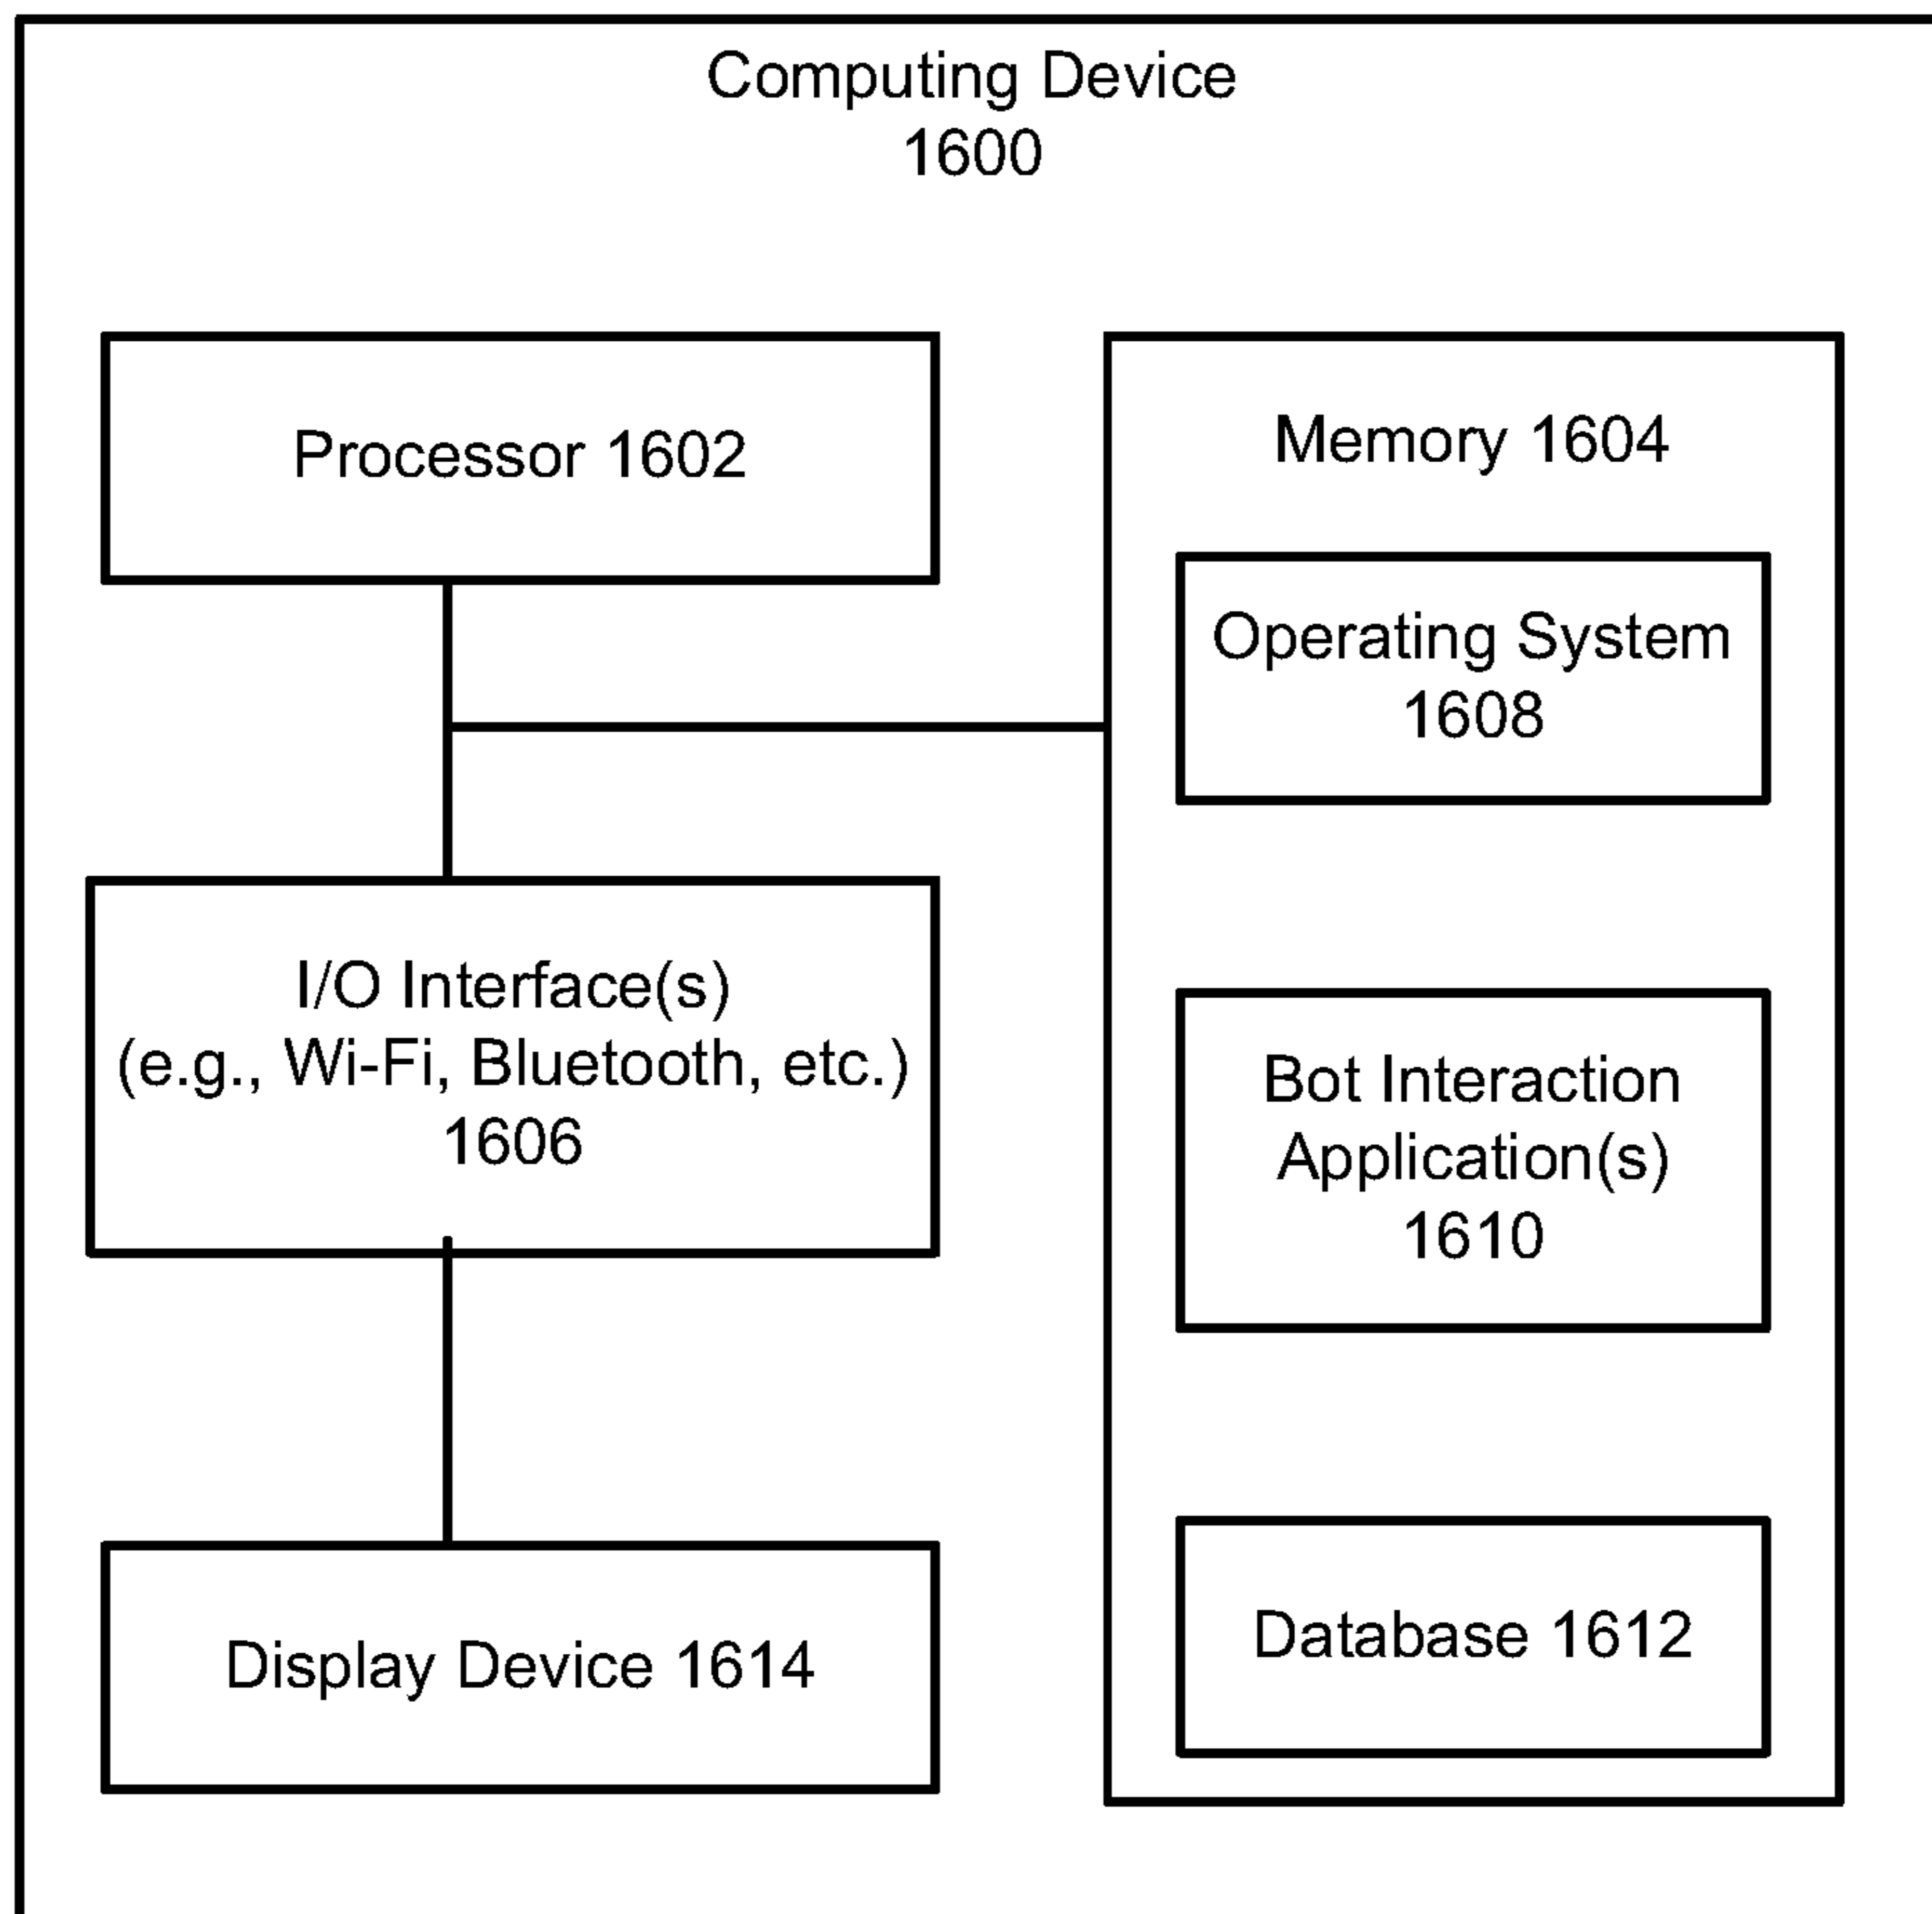 Computing Device
1600
Processor 1602
Memory 1604
Operating System
1608
I/O Interface(s)
(e.g., Wi-Fi, Bluetooth, etc.)
1606
Bot Interaction
Application(s)
1610
Display Device 1614
Database 1612